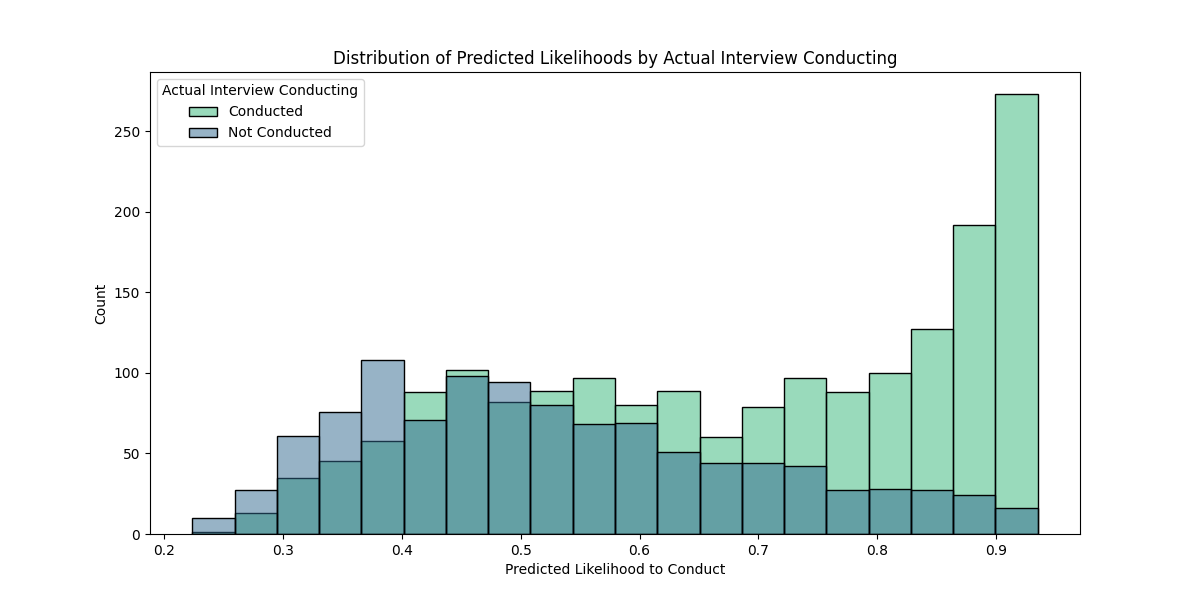 Distribution of Predicted Likelihoods by Actual Interview Conducting
Actual Interview Conducting
Conducted
Not Conducted
Count
250
200
150
100
50
0
0.2 0.3 0.4 0.5 0.6 0.7 0.8 0.9
Predicted Likelihood to Conduct